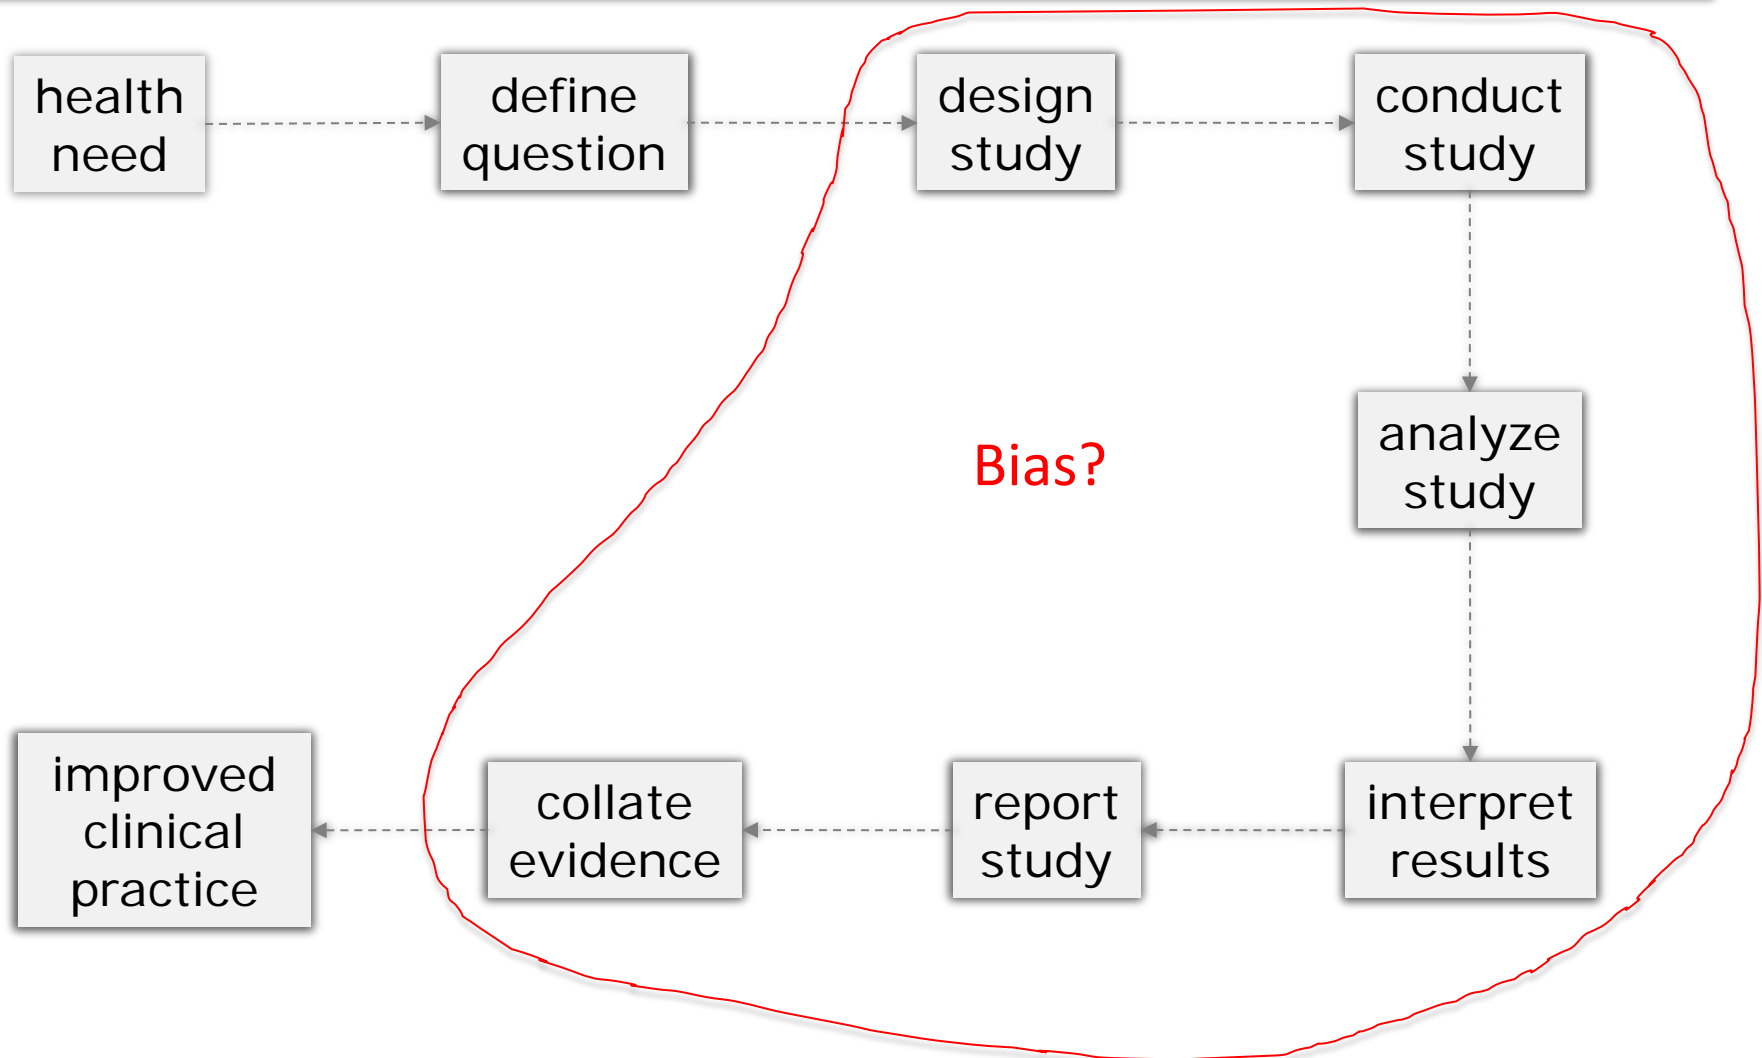 health
need
define
question
design
study
conduct
study
analyze
study
Bias?
interpret
results
report
study
collate
evidence
improved
clinical
practice